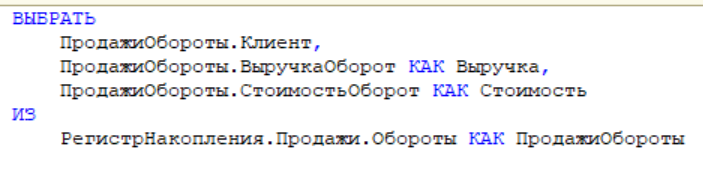 ВЫБРАТЬ
ПродажиОбороты.Клиент,
ПродажиОбороты.ВыручкаОборот КАК Выручка,
ПродажиОбороты.СтоимостьОборот КАК Стоимость
ИЗ
РегистрНакопления.Продажи.Обороты КАК ПродажиОбороты